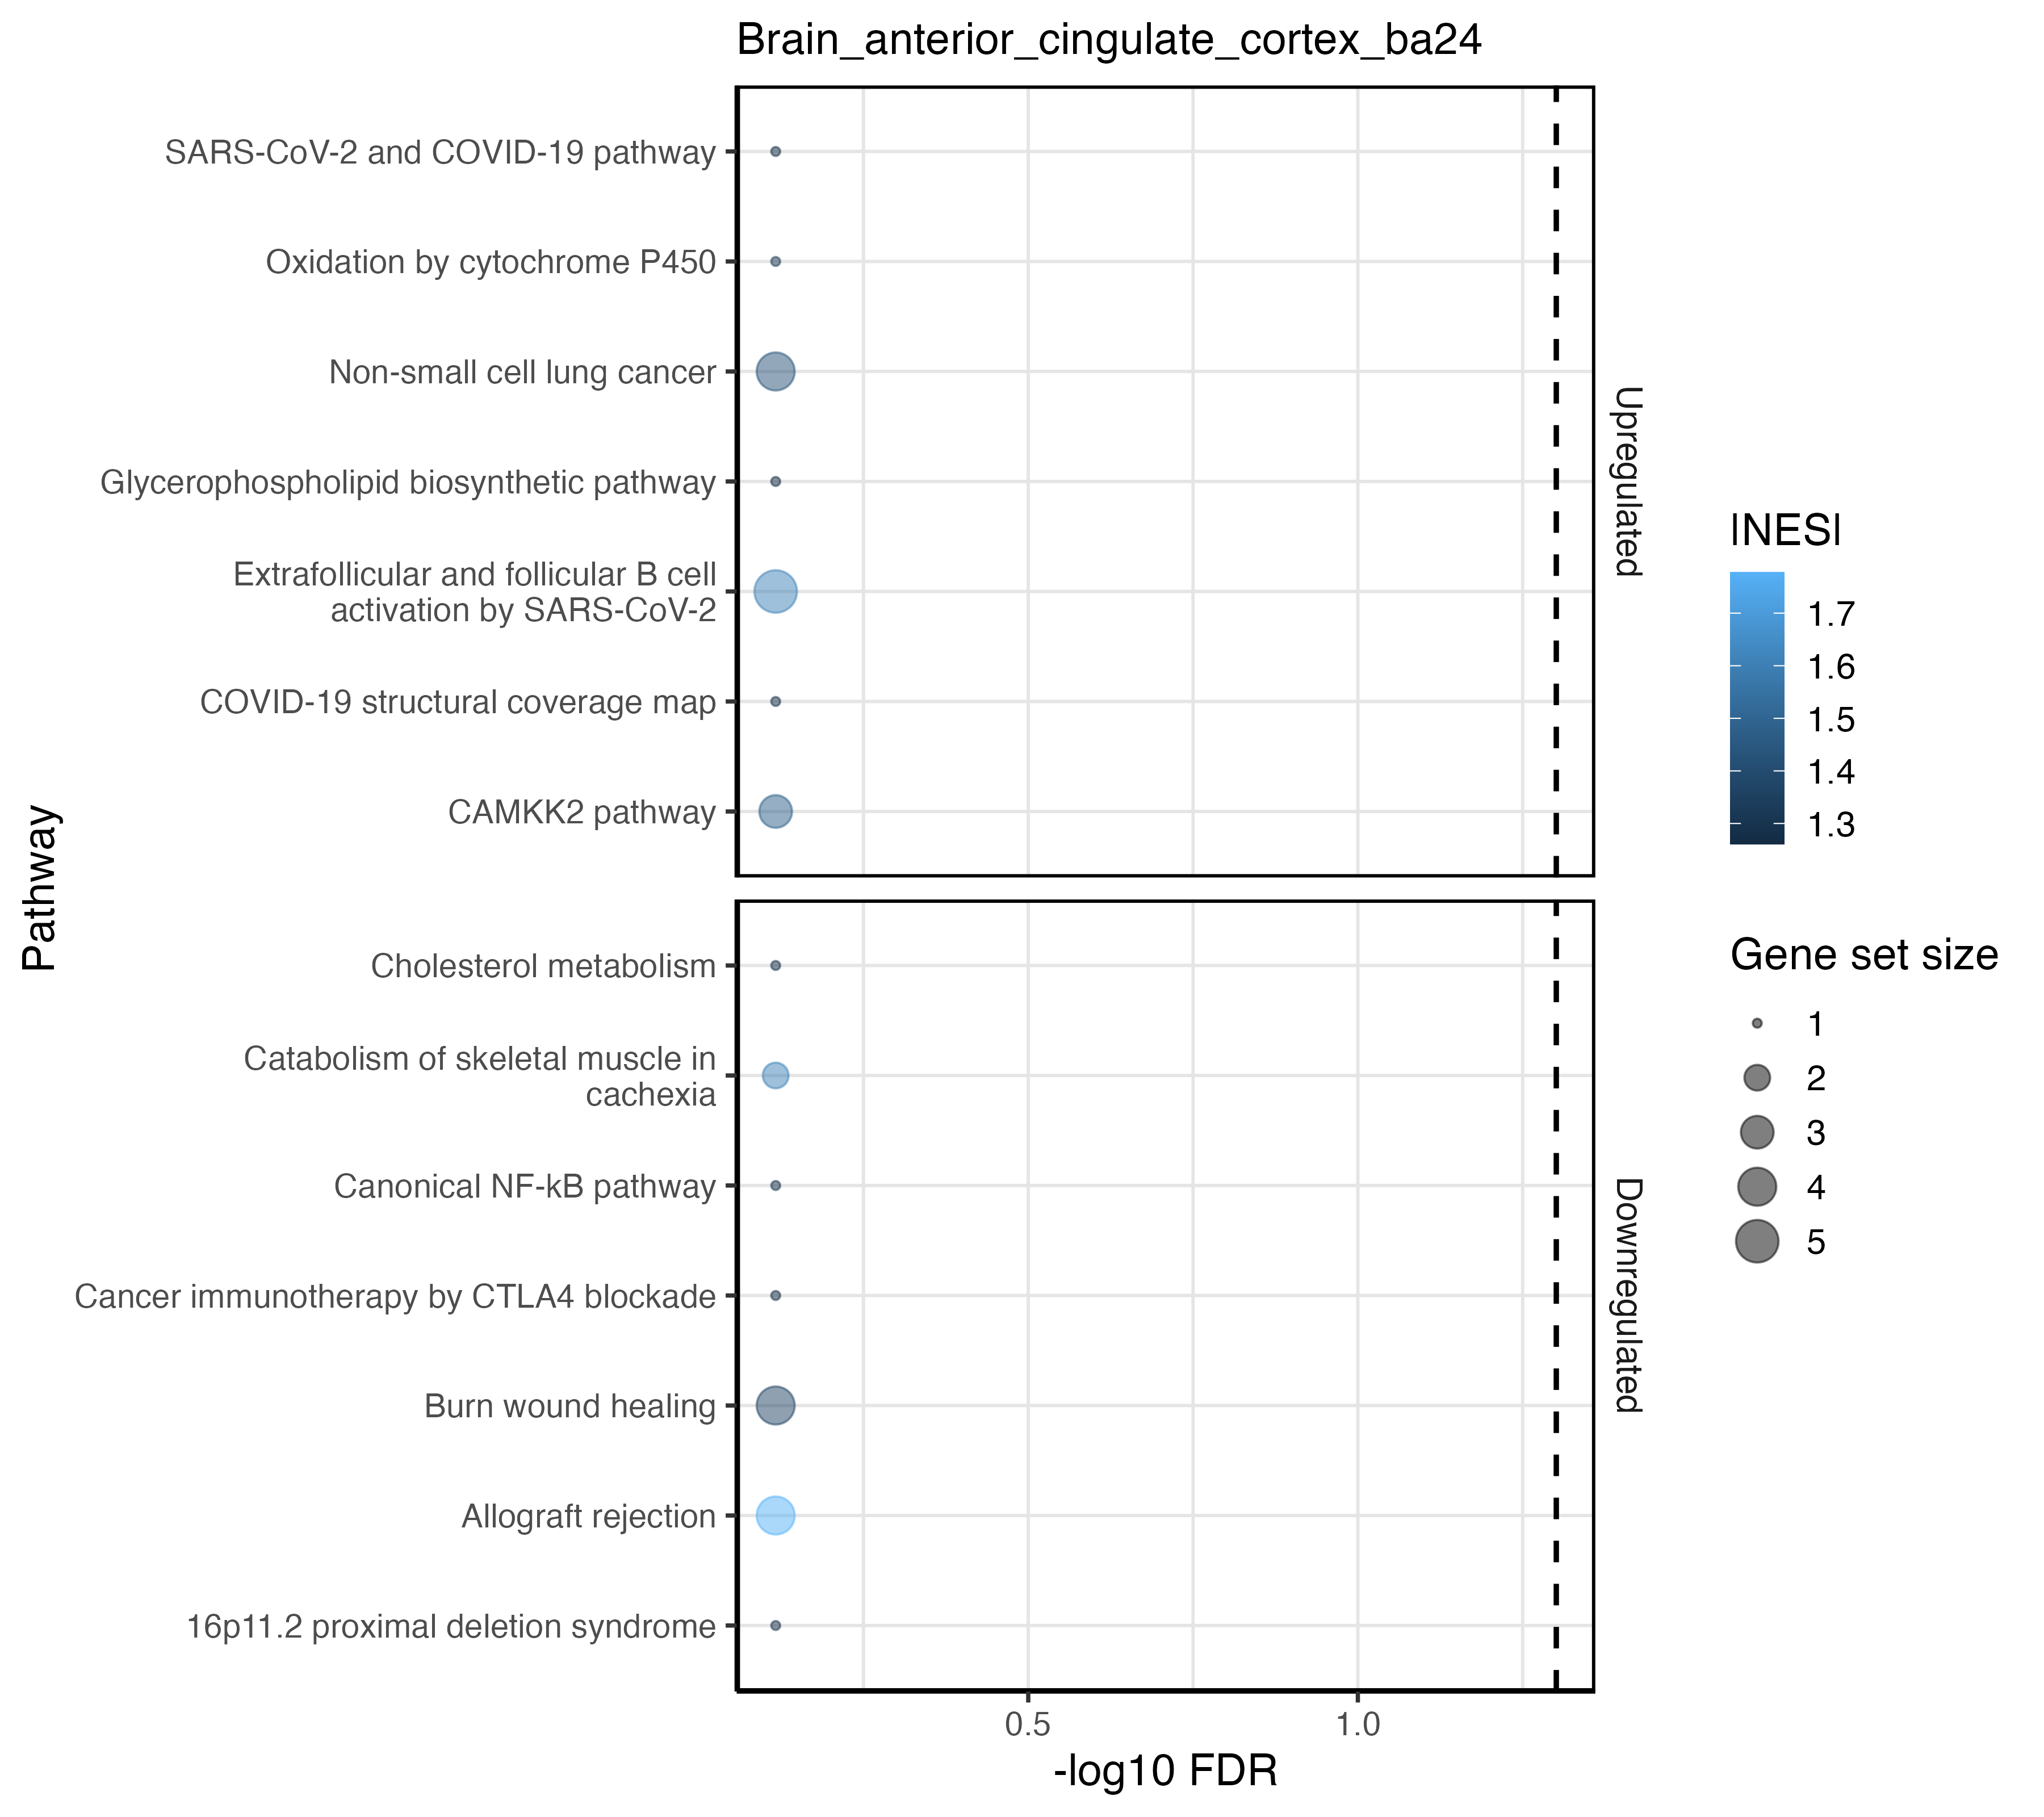 Brain_anterior_cingulate_cortex_ba24
SARS-CoV-2 and COVID-19 pathway
Oxidation by cytochrome P450
Non-small cell lung cancer
Glycerophospholipid biosynthetic pathway
Extrafollicular and follicular B cell
activation by SARS-CoV-2
COVID-19 structural coverage map
CAMKK2 pathway
Upregulated
Cholesterol metabolism
Catabolism of skeletal muscle in
cachexia
Canonical NF-kB pathway
Cancer immunotherapy by CTLA4 blockade
Burn wound healing
Allograft rejection
16p11.2 proximal deletion syndrome
Downregulated
Pathway
0.5
1.0
-log10 FDR
|NES|
1.7
1.6
1.5
1.4
1.3
Gene set size
1
2
3
4
5